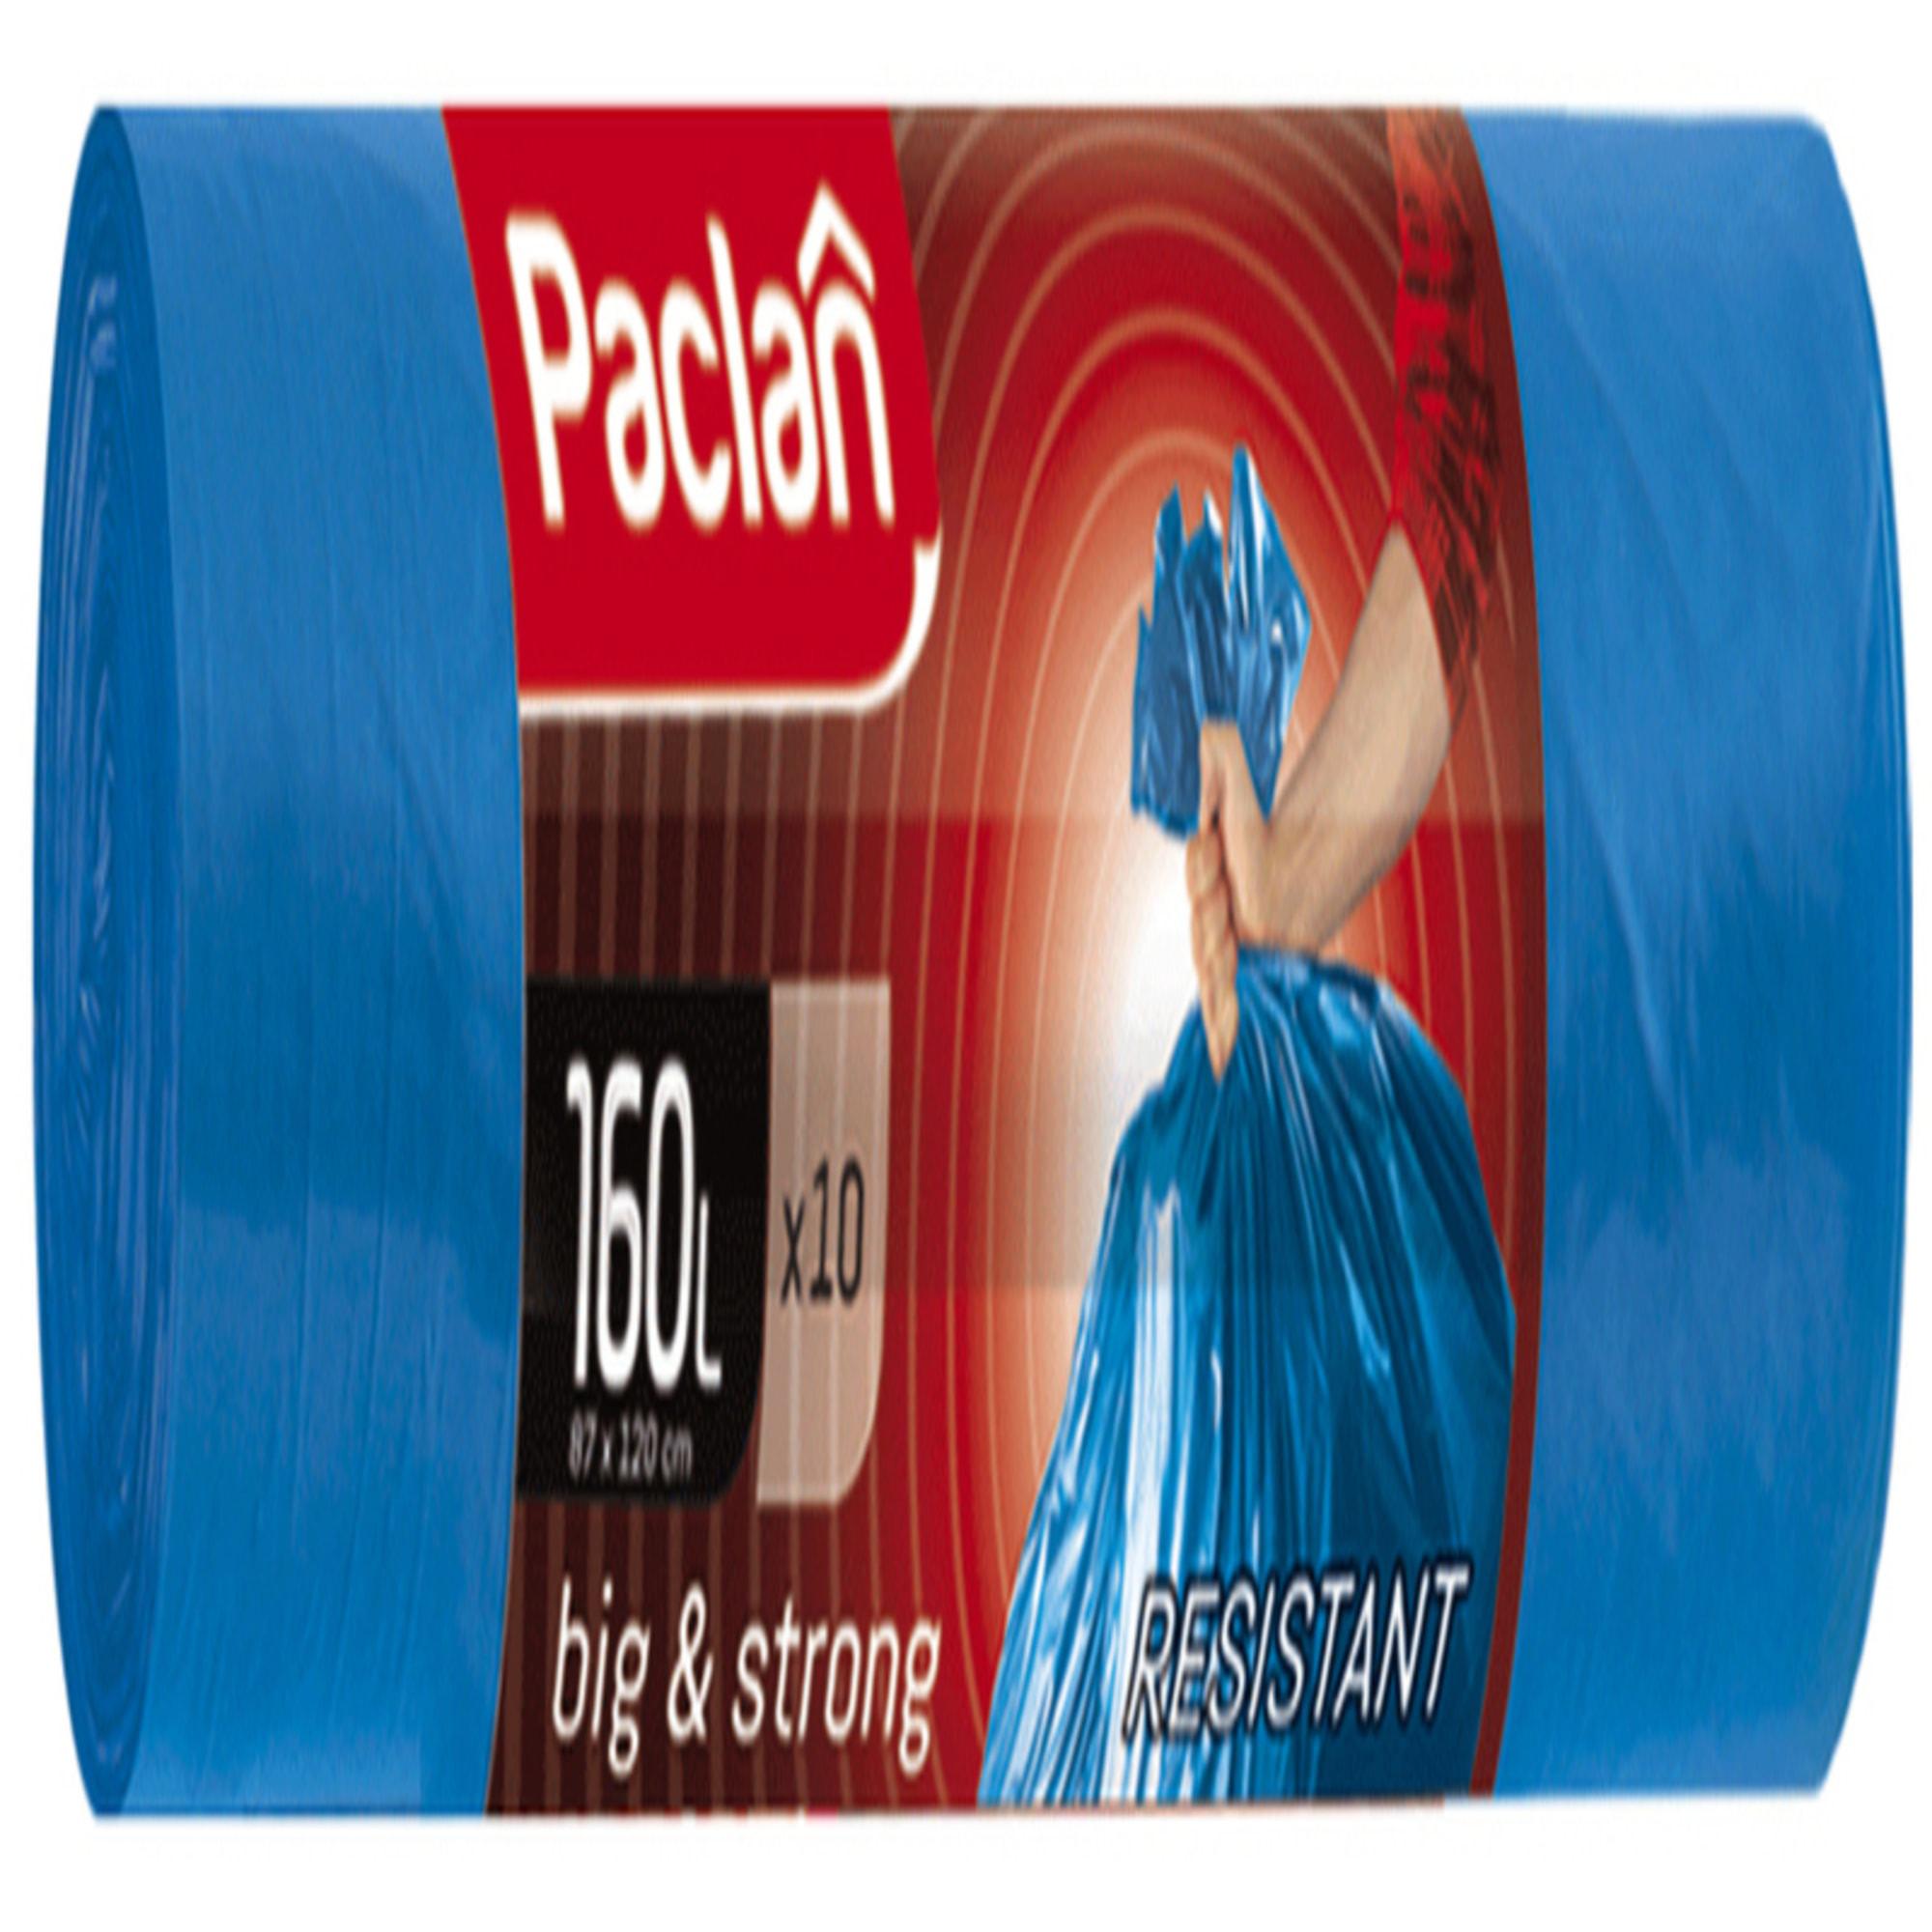 Paclan
160L
x10
87 x 120 cm
big & strong
RESISTANT